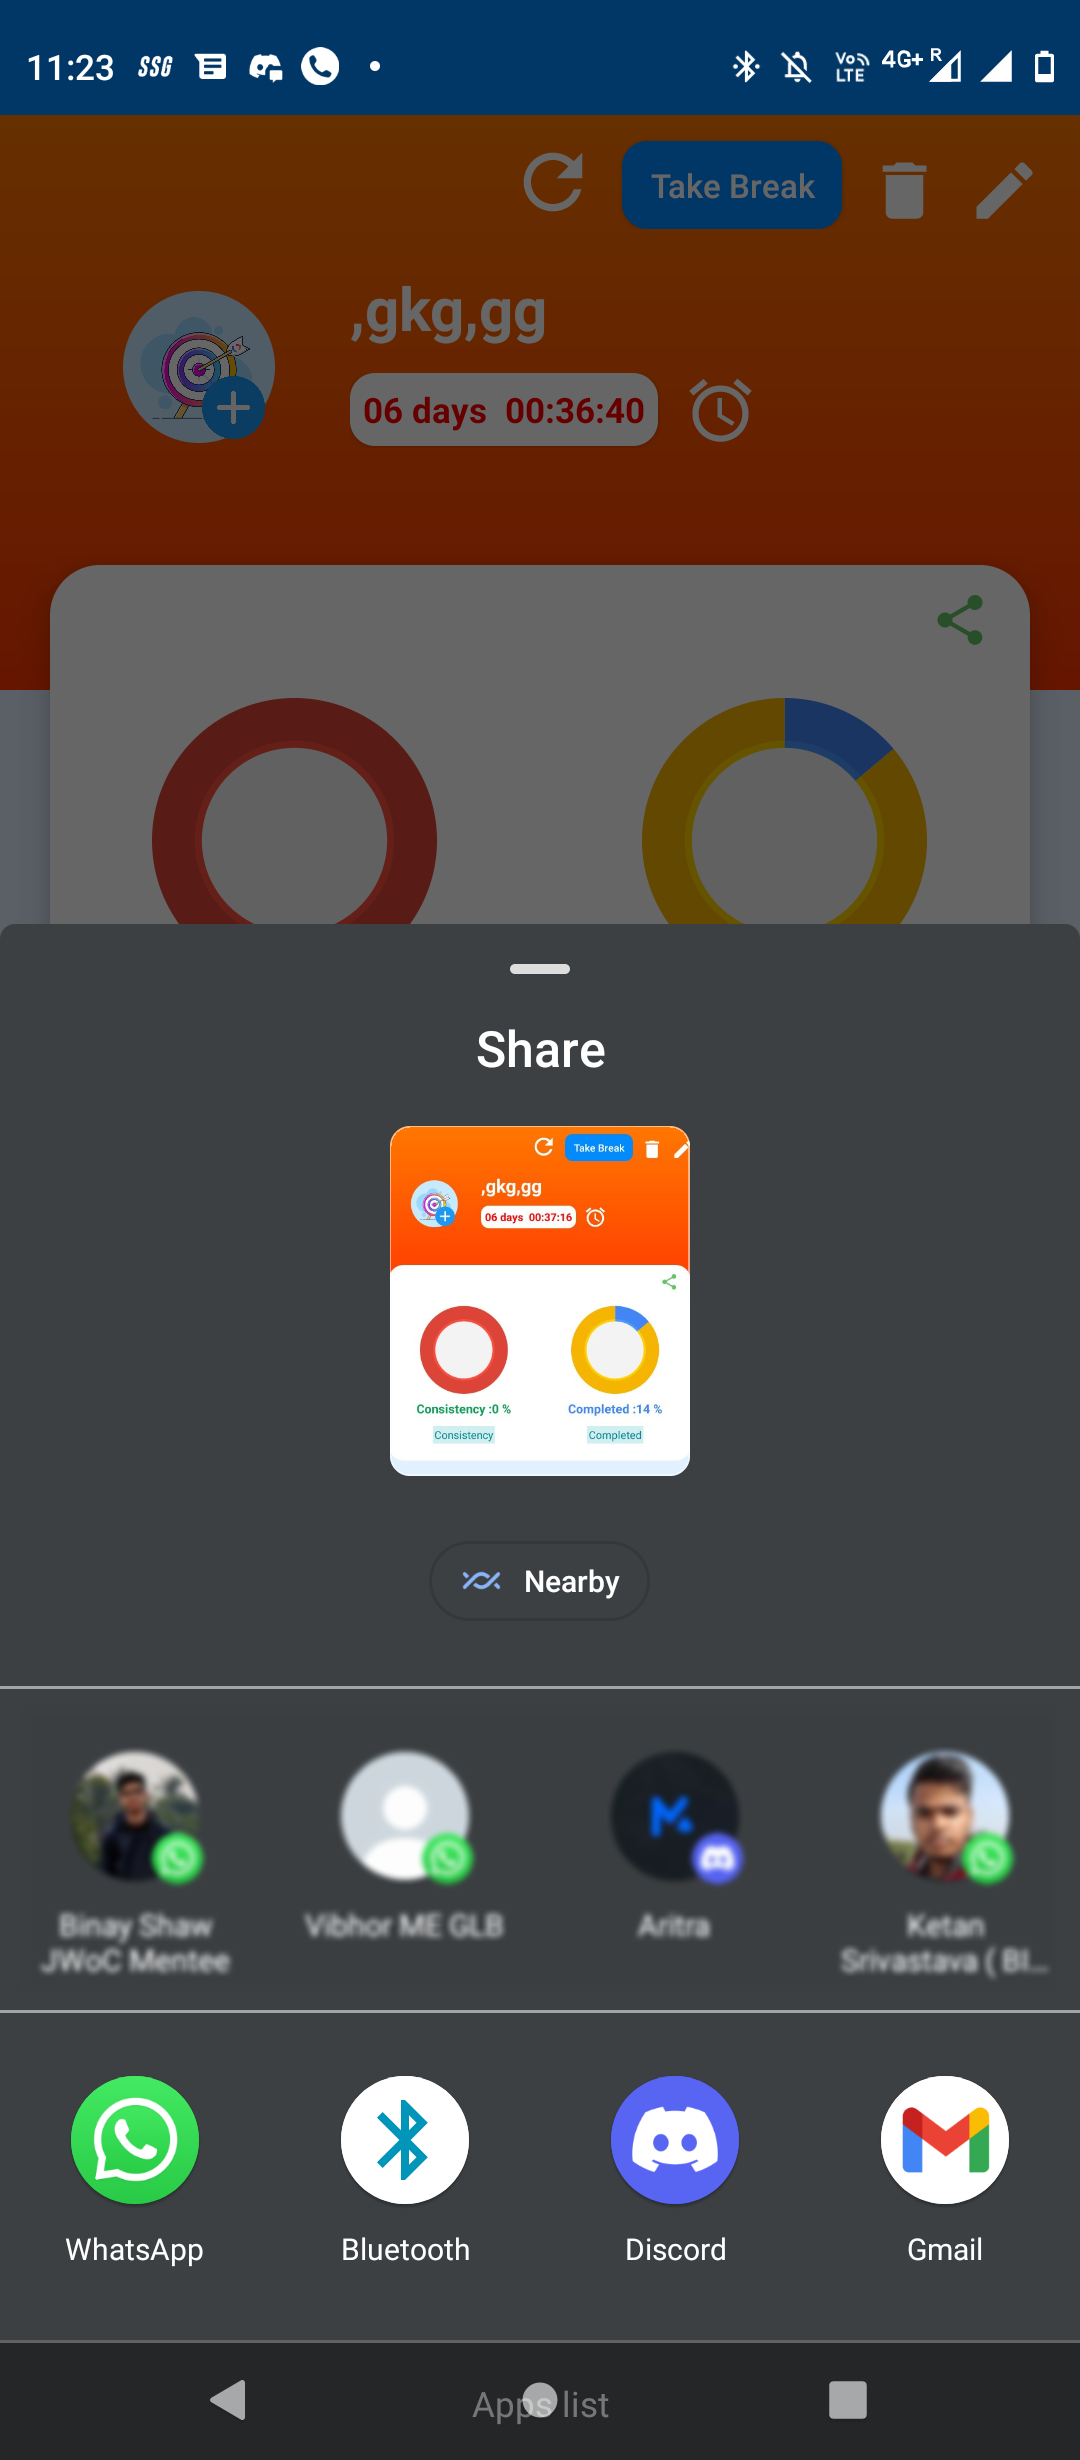 11:23 SSG Vo LTE 4G+ R
Take Break
,gkg,gg
06 days 00:36:40
Share
Take Break
,gkg,gg
06 days 00:37:16
Consistency :0 % Completed :14 %
Consistency Completed
Nearby
Binay Shaw Vibhor ME GLB Aritra Ketan
JWoC Mentee Srivastava ( BI...
WhatsApp Bluetooth Discord Gmail
Apps list